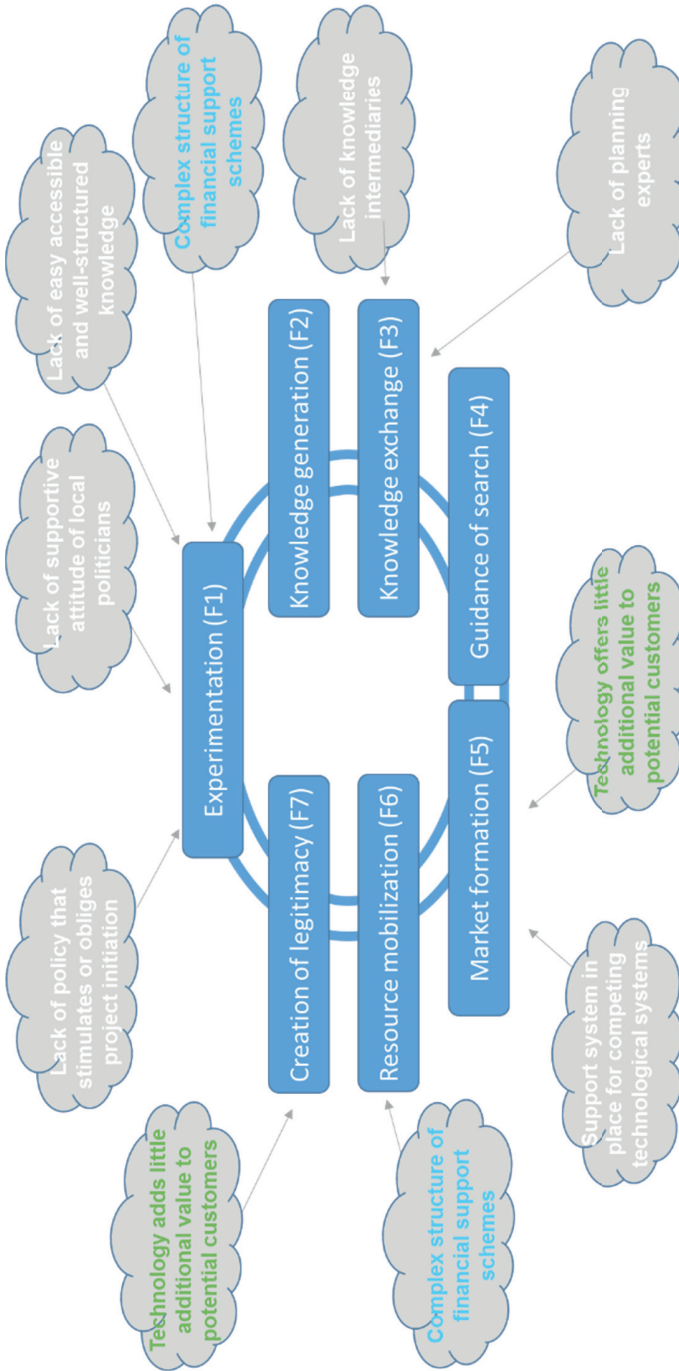 Lack of policy that
stimulates or obliges
project initiation
Lack of supportive
attitude of local
politicians
Lack of easy accessible
and well-structured
knowledge
Technology adds little
additional value to
potential customers
Complex structure of
financial support
schemes
Experimentation (F1)
Creation of legitimacy (F7)
Knowledge generation (F2)
Lack of knowledge
intermediaries
Resource mobilization (F6)
Knowledge exchange (F3)
Complex structure of
financial support
schemes
Market formation (F5)
Guidance of search (F4)
Support system in
place for competing
technological systems
Technology offers little
additional value to
potential customers
Lack of planning
experts